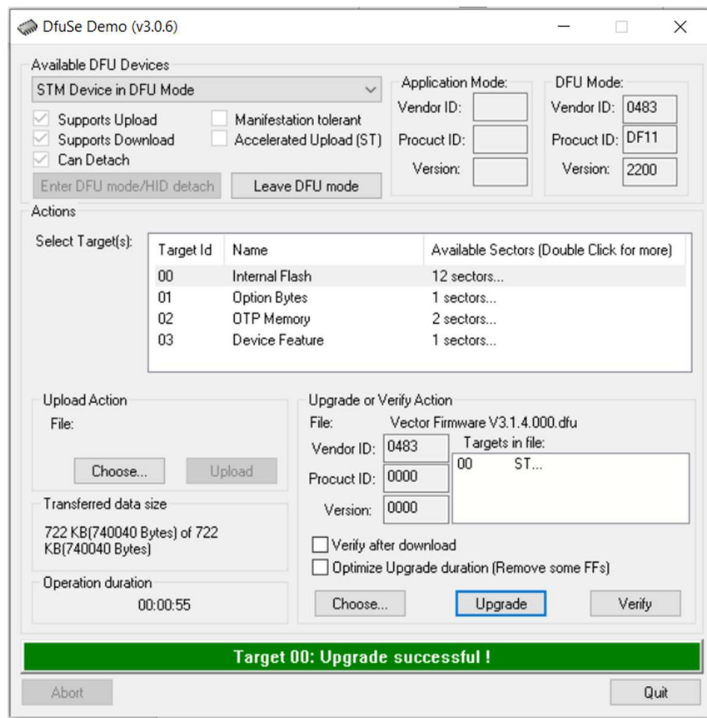 DfuSe Demo (v3.0.6)
Available DFU Devices
STM Device in DFU Mode
Supports Upload
Manifestation tolerant
Supports Download
Accelerated Upload (ST)
Can Detach
Enter DFU mode/HID detach
Leave DFU mode
Application Mode:
Vendor ID:
Procuct ID:
Version:
DFU Mode:
Vendor ID: 0483
Procuct ID: DF11
Version: 2200
Actions
Select Target(s):
Target Id Name Available Sectors (Double Click for more)
00 Internal Flash 12 sectors...
01 Option Bytes 1 sectors...
02 OTP Memory 2 sectors...
03 Device Feature 1 sectors...
Upload Action
File:
Choose...
Upload
Transferred data size
722 KB(740040 Bytes) of 722
KB(740040 Bytes)
Operation duration
00:00:55
Upgrade or Verify Action
File: Vector Firmware V3.1.4.000.dfu
Vendor ID: 0483
Procuct ID: 0000
Version: 0000
Targets in file:
00 ST...
Verify after download
Optimize Upgrade duration (Remove some FFs)
Choose...
Upgrade
Verify
Target 00: Upgrade successful !
Abort
Quit